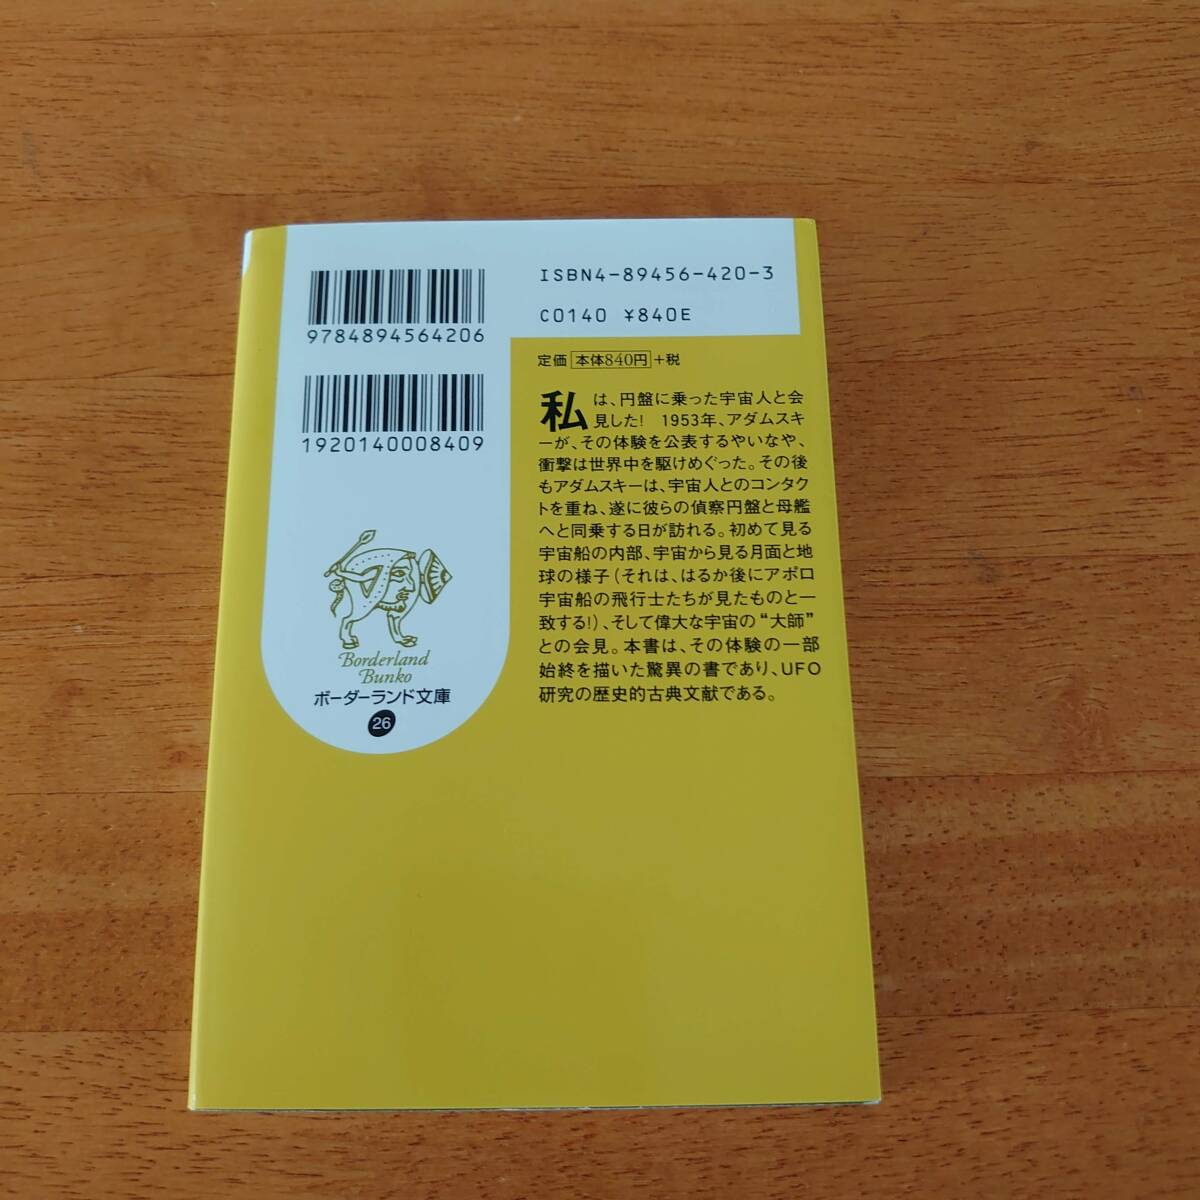 9784894564206
1920140008409
ISBN4-89456-420-3
C0140 ¥840E
定価 本体840円 +税
私は、円盤に乗った宇宙人と会
見した! 1953年、アダムスキ
ーが、その体験を公表するやいなや、
衝撃は世界中を駆けめぐった。その後
もアダムスキーは、宇宙人とのコンタク
トを重ね、遂に彼らの偵察円盤と母艦
へと同乗する日が訪れる。初めて見る
宇宙船の内部、宇宙から見る月面と地
球の様子(それは、はるか後にアポロ
宇宙船の飛行士たちが見たものと一
致する!)、そして偉大な宇宙の“大師”
との会見。本書は、その体験の一部
始終を描いた驚異の書であり、UFO
研究の歴史的古典文献である。
Borderland
Bunko
ボーダーランド文庫
26